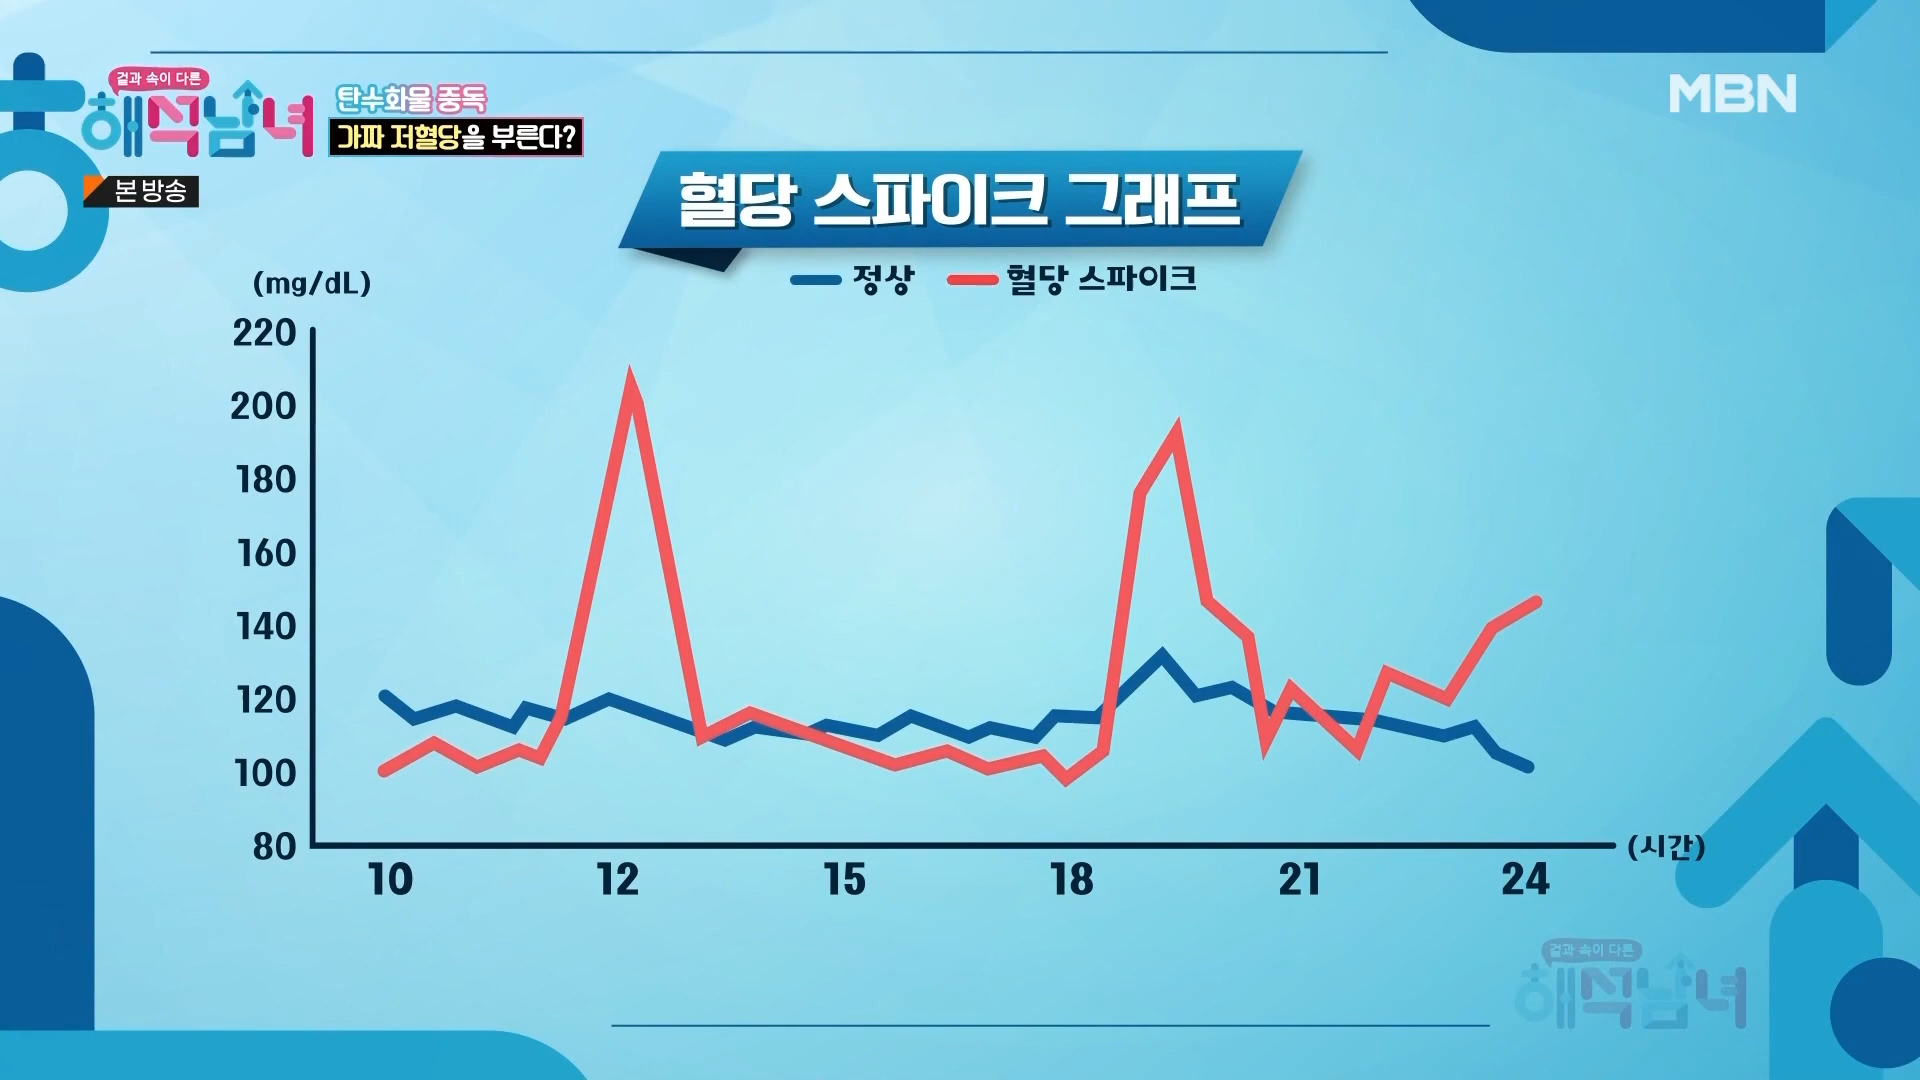 겉과 속이 다른
해석남녀
탄수화물 중독
가짜 저혈당을 부른다?
본 방송
MBN
혈당 스파이크 그래프
(mg/dL)
정상 혈당 스파이크
220
200
180
160
140
120
100
80
(시간)
10 12 15 18 21 24
겉과 속이 다른
해석남녀